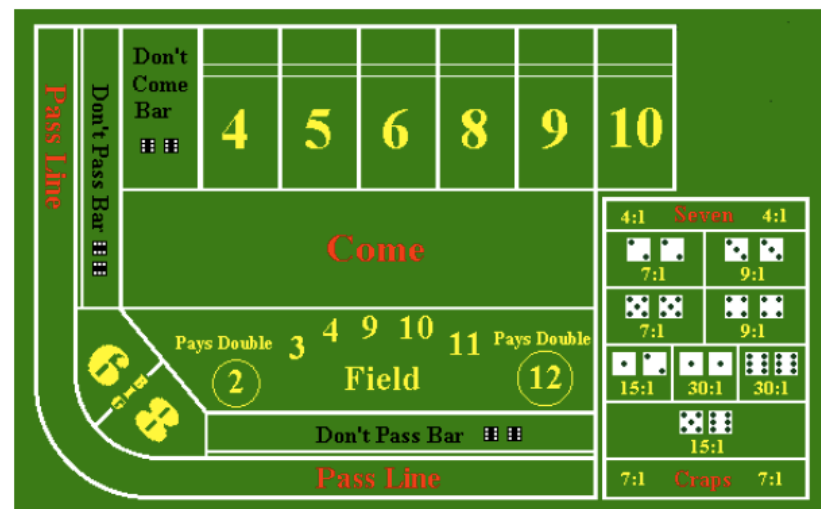 Pass Line
Don't Pass Bar
Don't
Come
Bar
4 5 6 8 9 10
Come
4:1 Seven 4:1
7:1 9:1
7:1 9:1
15:1 30:1 30:1
15:1
7:1 Craps 7:1
Pays Double 3 4 9 10 11 Pays Double
2 Field 12
6 BIG 8
Don't Pass Bar
Pass Line